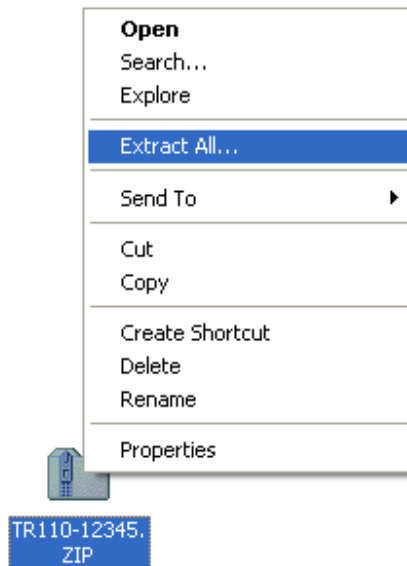 Open
Search...
Explore
Extract All...
Send To
Cut
Copy
Create Shortcut
Delete
Rename
Properties
TR110-12345.
ZIP